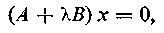 (A + λB) x = 0,